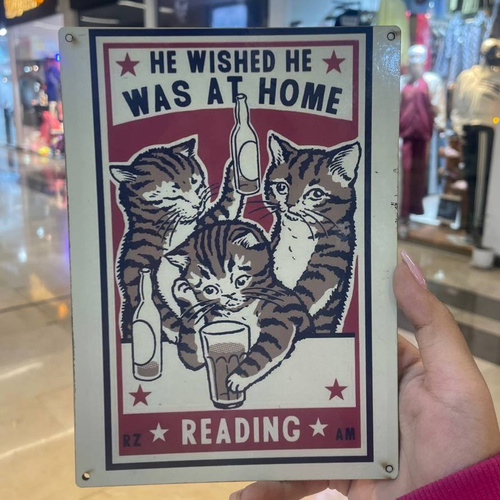 HE WISHED HE
WAS AT HOME
RZ READING AM